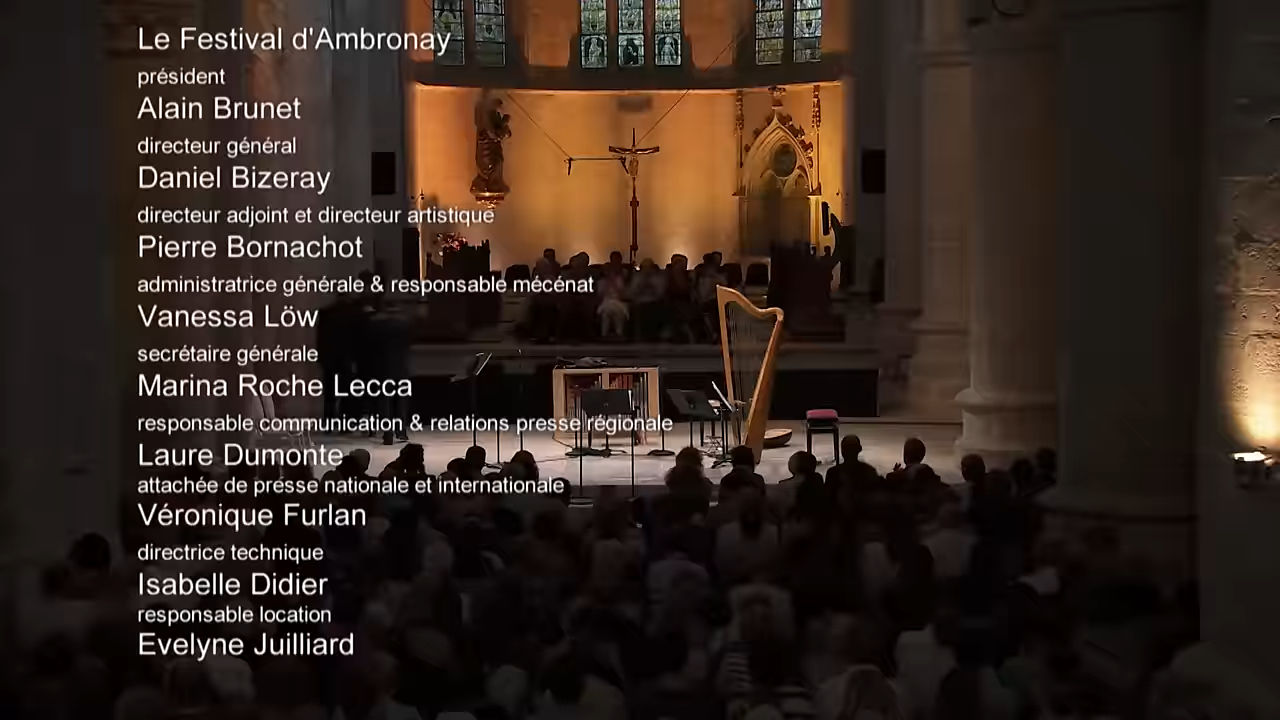 Le Festival d'Ambronay
président
Alain Brunet
directeur général
Daniel Bizeray
directeur adjoint et directeur artistique
Pierre Bornachot
administratrice générale & responsable mécénat
Vanessa Löw
secrétaire générale
Marina Roche Lecca
responsable communication & relations presse régionale
Laure Dumonte
attachée de presse nationale et internationale
Véronique Furlan
directrice technique
Isabelle Didier
responsable location
Evelyne Juilliard